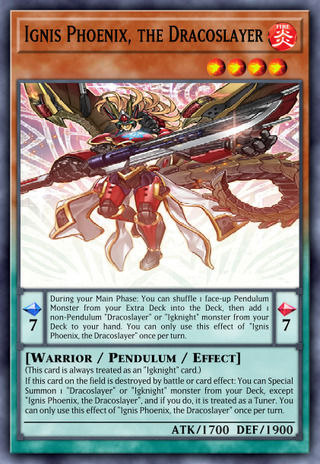 Ignis Phoenix, the Dracoslayer
FIRE
炎
During your Main Phase: You can shuffle 1 face-up Pendulum
Monster from your Extra Deck into the Deck, then add 1
non-Pendulum "Dracoslayer" or "Igknight" monster from your
Deck to your hand. You can only use this effect of "Ignis
Phoenix, the Dracoslayer" once per turn.
7
7
[Warrior / Pendulum / Effect]
(This card is always treated as an "Igknight" card.)
If this card on the field is destroyed by battle or card effect: You can Special
Summon 1 "Dracoslayer" or "Igknight" monster from your Deck, except
"Ignis Phoenix, the Dracoslayer", and if you do, it is treated as a Tuner. You
can only use this effect of "Ignis Phoenix, the Dracoslayer" once per turn.
ATK/1700 DEF/1900